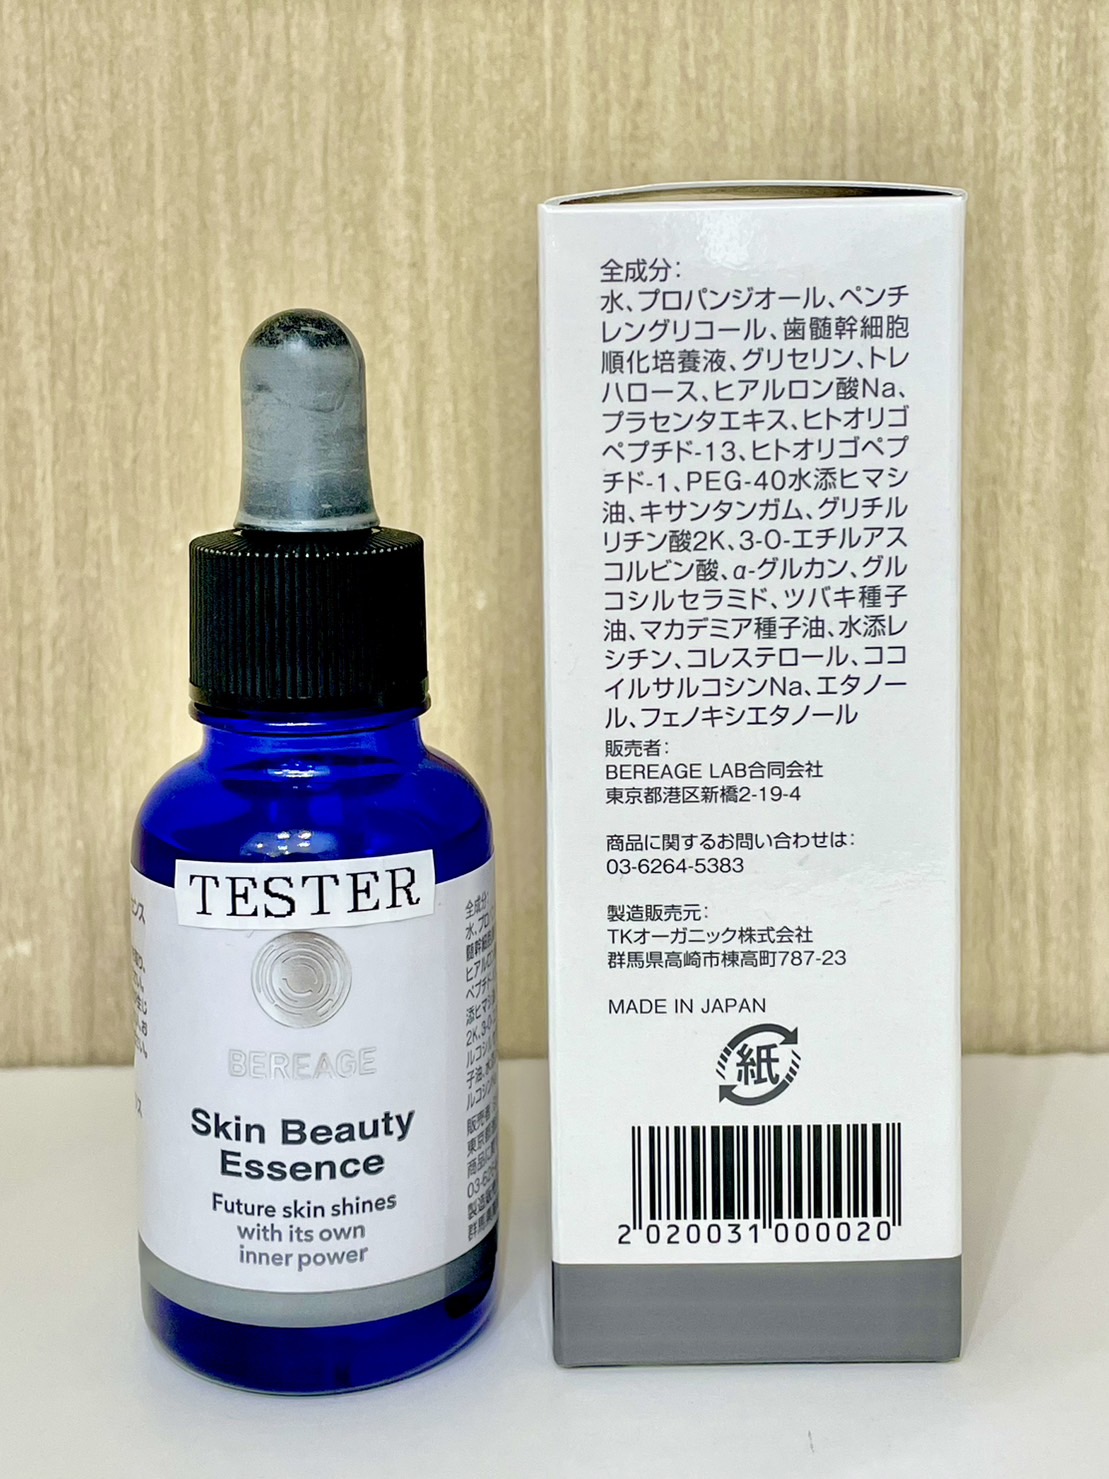 TESTER
BEREAGE
Skin Beauty
Essence
Future skin shines
with its own
inner power
全成分:
水、プロパンジオール、ペンチ
レングリコール、歯髄幹細胞
順化培養液、グリセリン、トレ
ハロース、ヒアルロン酸Na、
プラセンタエキス、ヒトオリゴ
ペプチド-13、ヒトオリゴペプ
チド-1、PEG-40水添ヒマシ
油、キサンタンガム、グリチル
リチン酸2K、3-O-エチルアス
コルビン酸、α-グルカン、グル
コシルセラミド、ツバキ種子
油、マカデミア種子油、水添レ
シチン、コレステロール、ココ
イルサルコシンNa、エタノー
ル、フェノキシエタノール
販売者:
BEREAGE LAB合同会社
東京都港区新橋2-19-4
商品に関するお問い合わせは:
03-6264-5383
製造販売元:
TKオーガニック株式会社
群馬県高崎市棟高町787-23
MADE IN JAPAN
紙
2 020031 000020